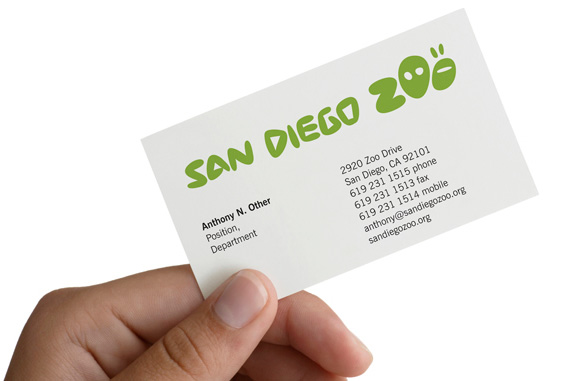 SAN DIEGO ZOO
Anthony N. Other
Position,
Department
2920 Zoo Drive
San Diego, CA 92101
619 231 1515 phone
619 231 1513 fax
619 231 1514 mobile
anthony@sandiegozoo.org
sandiegozoo.org